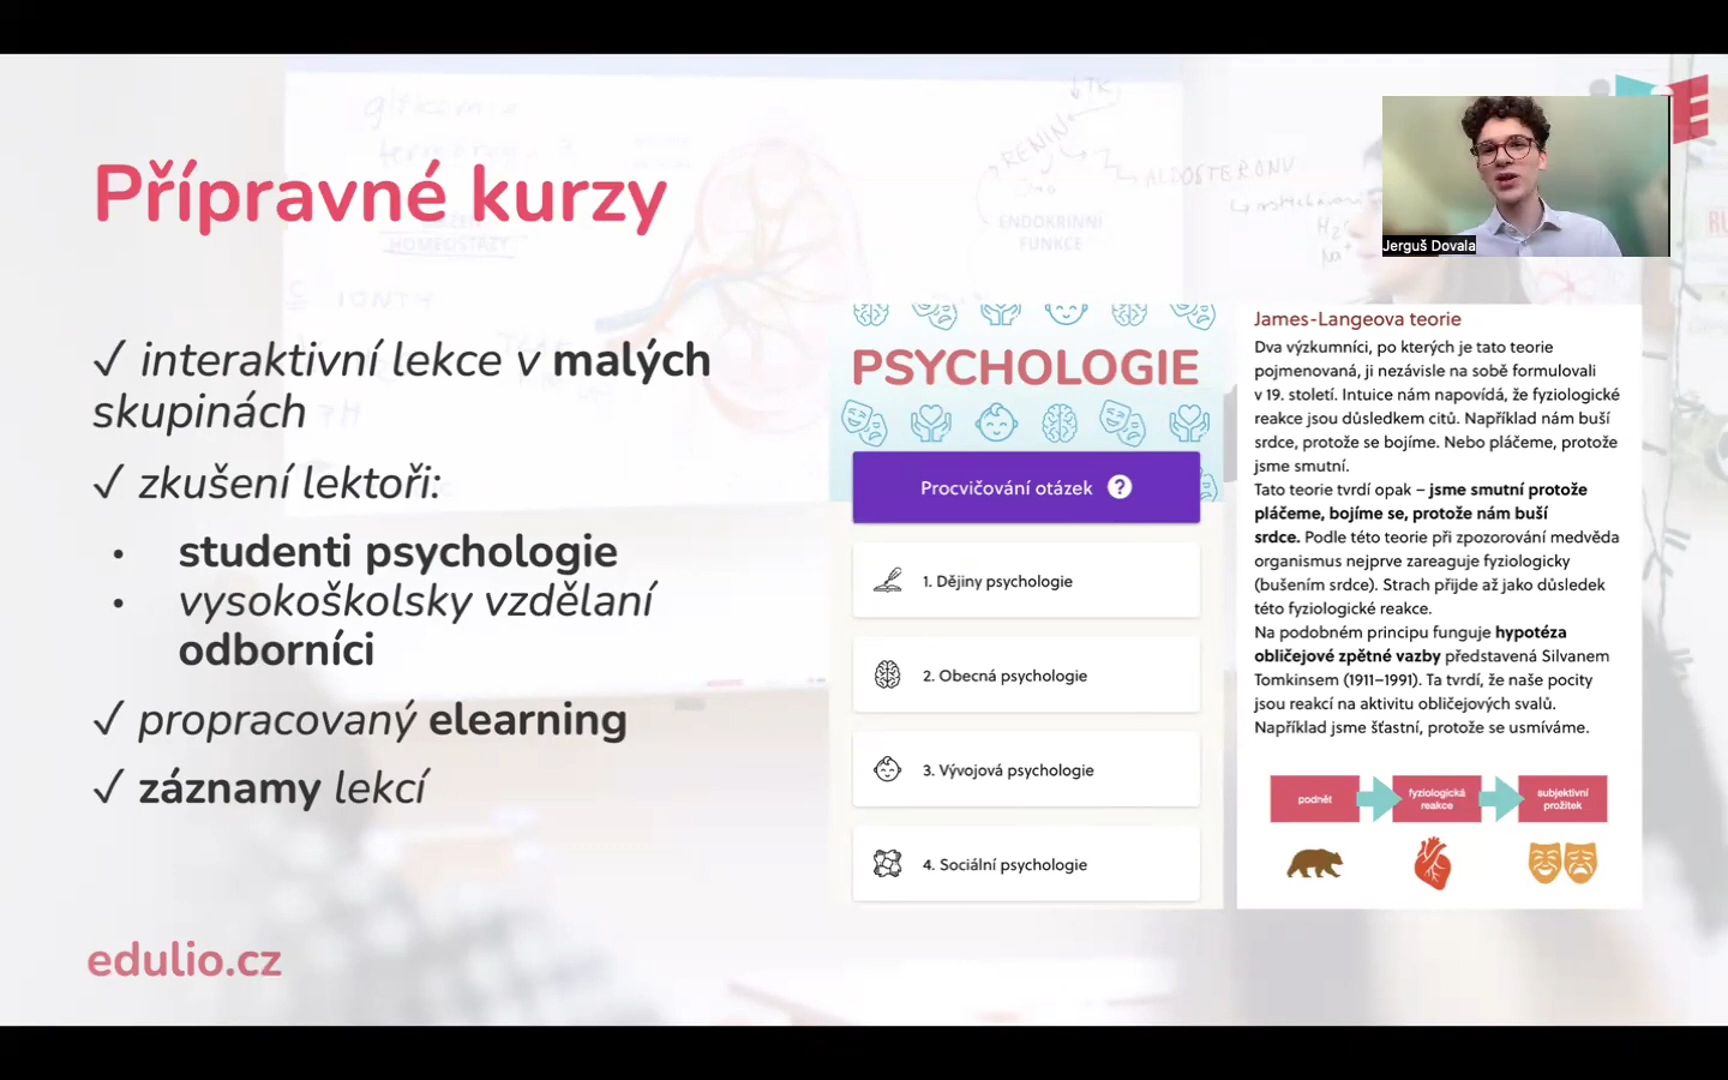 Přípravné kurzy
✓ interaktivní lekce v malých
skupinách
✓ zkušení lektoři:
• studenti psychologie
• vysokoškolsky vzdělaní
odborníci
✓ propracovaný elearning
✓ záznamy lekcí
edulio.cz
PSYCHOLOGIE
Procvičování otázek ?
1. Dějiny psychologie
2. Obecná psychologie
3. Vývojová psychologie
4. Sociální psychologie
Jerguš Dovala
James-Langeova teorie
Dva výzkumníci, po kterých je tato teorie
pojmenovaná, ji nezávisle na sobě formulovali
v 19. století. Intuice nám napovídá, že fyziologické
reakce jsou důsledkem citů. Například nám buší
srdce, protože se bojíme. Nebo pláčeme, protože
jsme smutní.
Tato teorie tvrdí opak – jsme smutní protože
pláčeme, bojíme se, protože nám buší
srdce. Podle této teorie při zpozorování medvěda
organismus nejprve zareaguje fyziologicky
(bušením srdce). Strach přijde až jako důsledek
této fyziologické reakce.
Na podobném principu funguje hypotéza
obličejové zpětné vazby představená Silvanem
Tomkinsem (1911–1991). Ta tvrdí, že naše pocity
jsou reakcí na aktivitu obličejových svalů.
Například jsme šťastní, protože se usmíváme.
podnět
fyziologická
reakce
subjektivní
prožitek
RENIN
ALDOSTERONU
ENDOKRINNÍ
FUNKCE
HOMEOSTÁZY